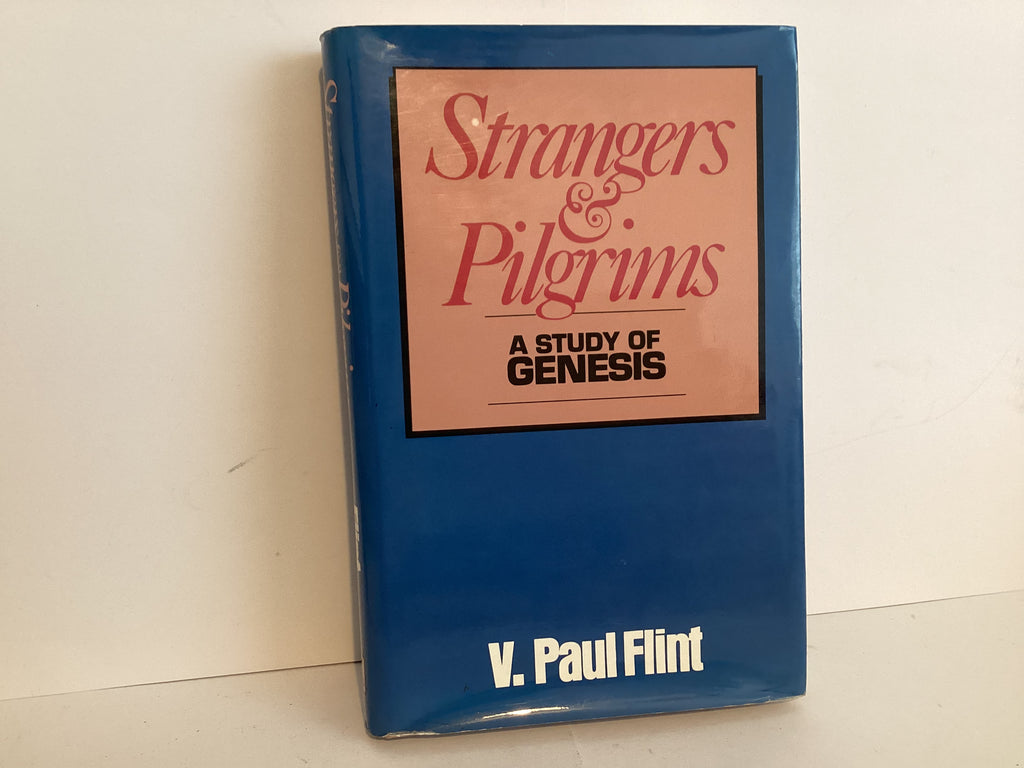 Strangers
&
Pilgrims
A STUDY OF
GENESIS
V. Paul Flint